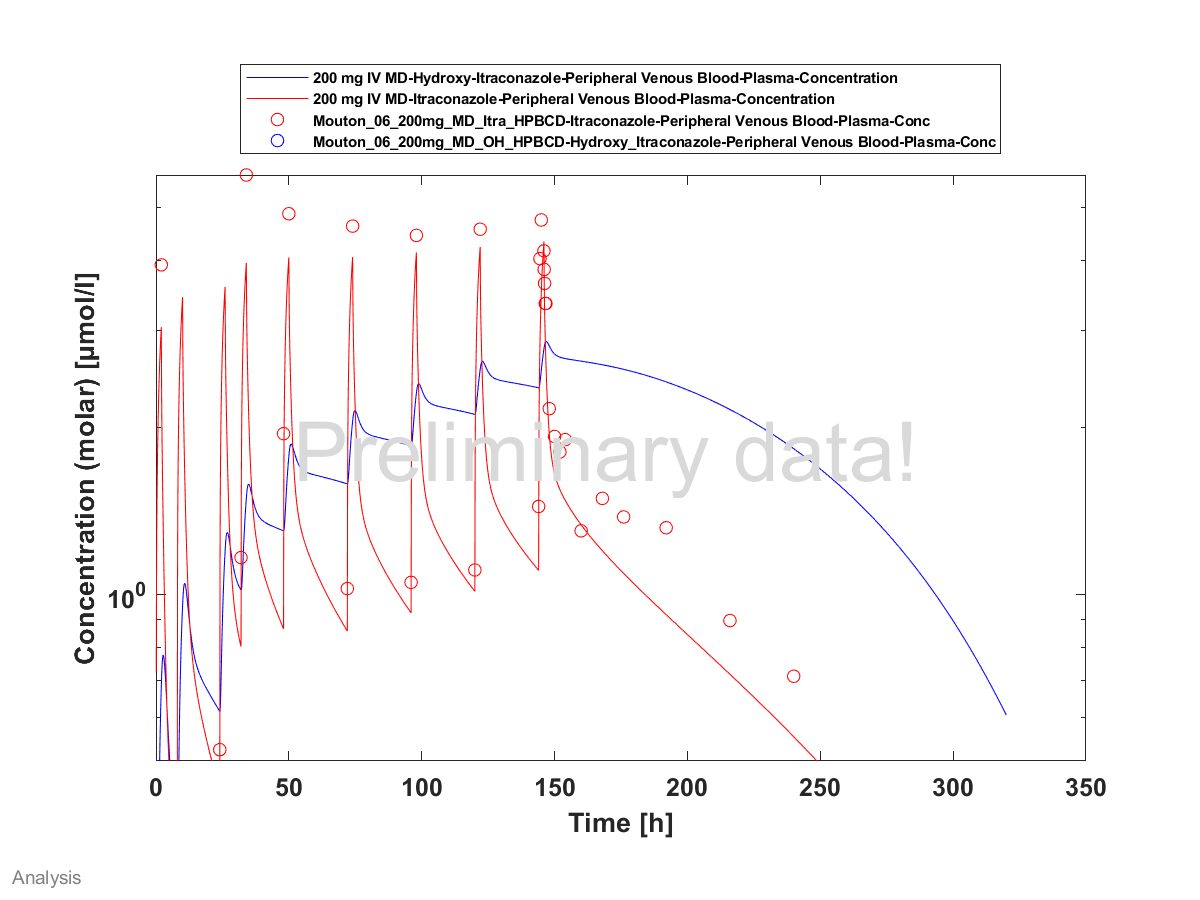 200 mg IV MD-Hydroxy-Itraconazole-Peripheral Venous Blood-Plasma-Concentration
200 mg IV MD-Itraconazole-Peripheral Venous Blood-Plasma-Concentration
Mouton_06_200mg_MD_Itra_HPBCD-Itraconazole-Peripheral Venous Blood-Plasma-Conc
Mouton_06_200mg_MD_OH_HPBCD-Hydroxy_Itraconazole-Peripheral Venous Blood-Plasma-Conc
Concentration (molar) [µmol/l]
10⁰
Preliminary data!
0 50 100 150 200 250 300 350
Time [h]
Analysis